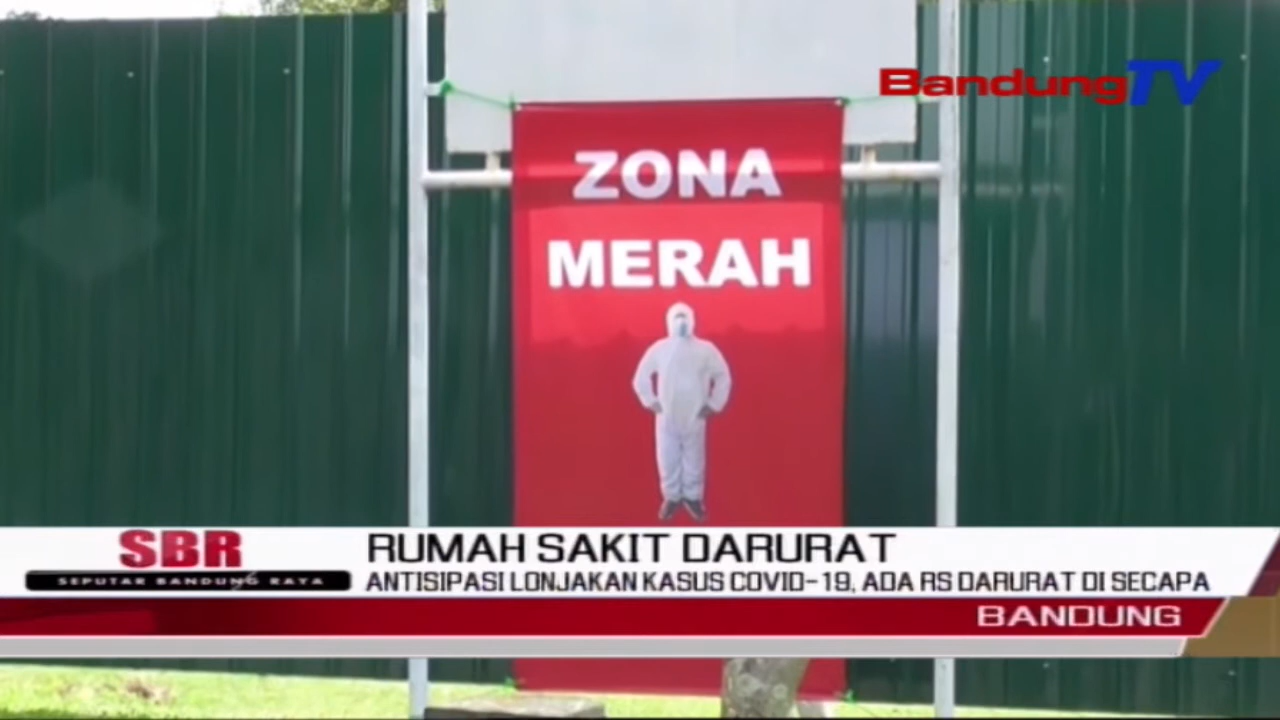 BandungTV
ZONA
MERAH
SBR
SEPUTAR BANDUNG RAYA
RUMAH SAKIT DARURAT
ANTISIPASI LONJAKAN KASUS COVID-19, ADA RS DARURAT DI SECAPA
BANDUNG